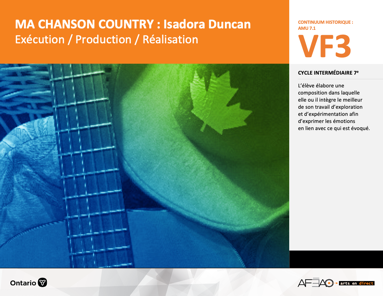 MA CHANSON COUNTRY : Isadora Duncan
Exécution / Production / Réalisation
CONTINUUM HISTORIQUE :
AMU 7.1
VF3
CYCLE INTERMÉDIAIRE 7e
L'élève élabore une
composition dans laquelle
elle ou il intègre le meilleur
de son travail d'exploration
et d'expérimentation afin
d'exprimer les émotions
en lien avec ce qui est évoqué.
Ontario
AFEAO - arts en direct